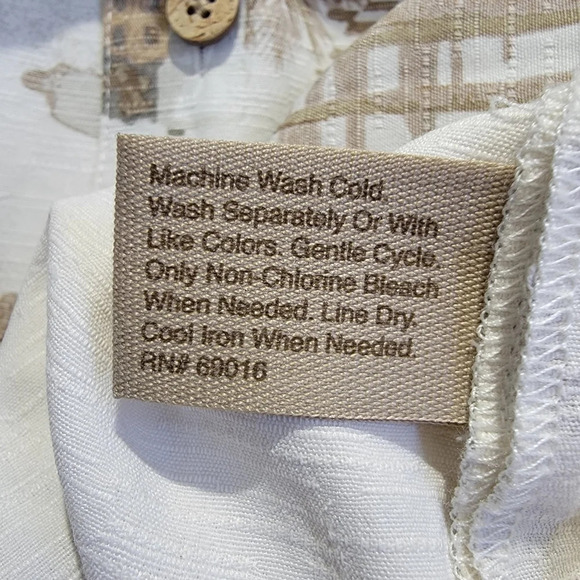 Machine Wash Cold.
Wash Separately Or With
Like Colors. Gentle Cycle.
Only Non-Chlorine Bleach
When Needed. Line Dry.
Cool Iron When Needed.
RN# 69016